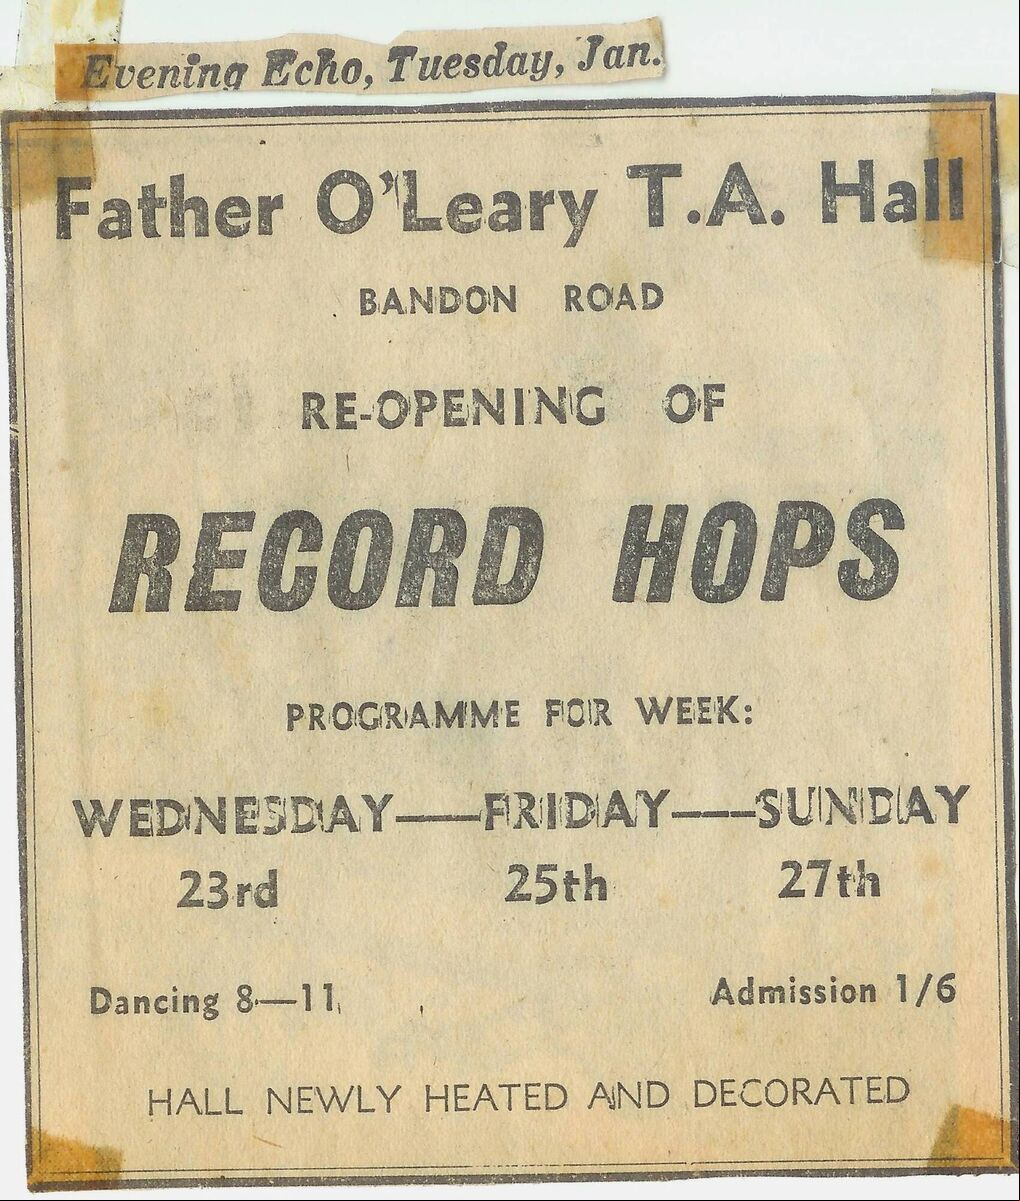 Evening Echo, Tuesday, Jan.
Father O'Leary T.A. Hall
BANDON ROAD
RE-OPENING OF
RECORD HOPS
PROGRAMME FOR WEEK:
WEDNESDAY—FRIDAY—SUNDAY
23rd 25th 27th
Dancing 8—11 Admission 1/6
HALL NEWLY HEATED AND DECORATED